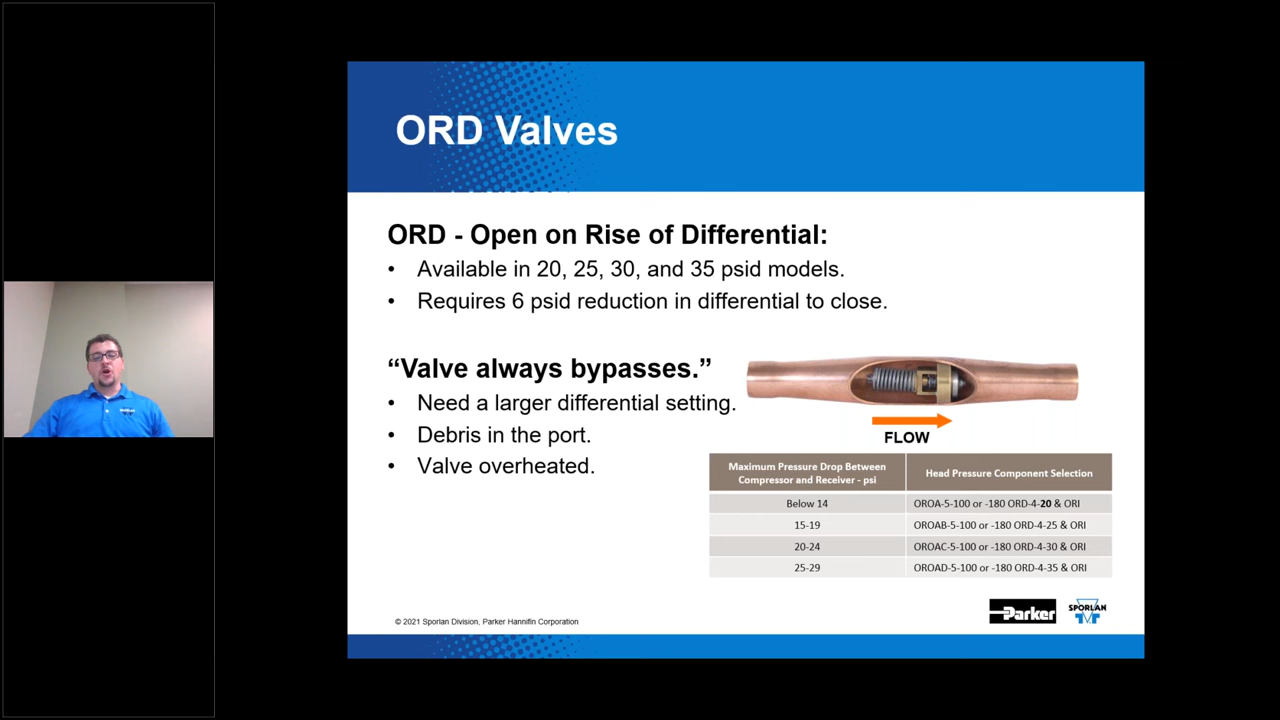 ORD Valves
ORD - Open on Rise of Differential:
• Available in 20, 25, 30, and 35 psid models.
• Requires 6 psid reduction in differential to close.
“Valve always bypasses.”
• Need a larger differential setting.
• Debris in the port.
• Valve overheated.
FLOW
Maximum Pressure Drop Between
Compressor and Receiver - psi
Head Pressure Component Selection
Below 14 OROA-5-100 or -180 ORD-4-20 & ORI
15-19 OROAB-5-100 or -180 ORD-4-25 & ORI
20-24 OROAC-5-100 or -180 ORD-4-30 & ORI
25-29 OROAD-5-100 or -180 ORD-4-35 & ORI
© 2021 Sporlan Division, Parker Hannifin Corporation
Parker
SPORLAN
SPORLAN